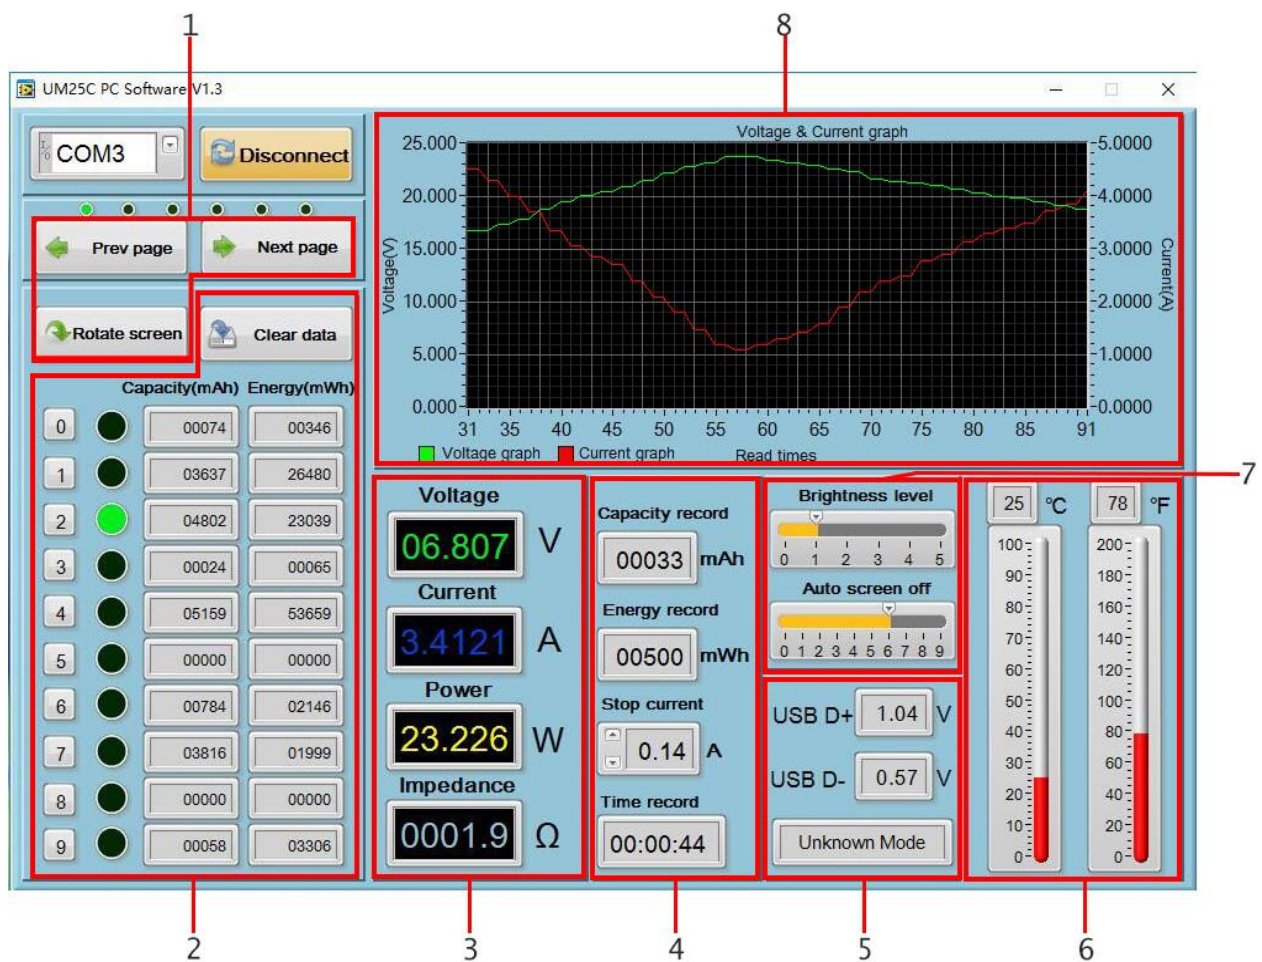 1
8
UM25C PC Software V1.3
I/O COM3
Disconnect
Prev page
Next page
Rotate screen
Clear data
Capacity(mAh) Energy(mWh)
0 00074 00346
1 03637 26480
2 04802 23039
3 00024 00065
4 05159 53659
5 00000 00000
6 00784 02146
7 03816 01999
8 00000 00000
9 00058 03306
Voltage & Current graph
25.000
20.000
15.000
10.000
5.000
0.000
Voltage(V)
5.0000
4.0000
3.0000
2.0000
1.0000
0.0000
Current(A)
31 35 40 45 50 55 60 65 70 75 80 85 91
Voltage graph Current graph Read times
7
Voltage
06.807 V
Current
3.4121 A
Power
23.226 W
Impedance
0001.9 Ω
Capacity record
00033 mAh
Energy record
00500 mWh
Stop current
0.14 A
Time record
00:00:44
Brightness level
0 1 2 3 4 5
Auto screen off
0 1 2 3 4 5 6 7 8 9
USB D+ 1.04 V
USB D- 0.57 V
Unknown Mode
25 °C
100
90
80
70
60
50
40
30
20
10
0
78 °F
200
180
160
140
120
100
80
60
40
20
0
2
3
4
5
6